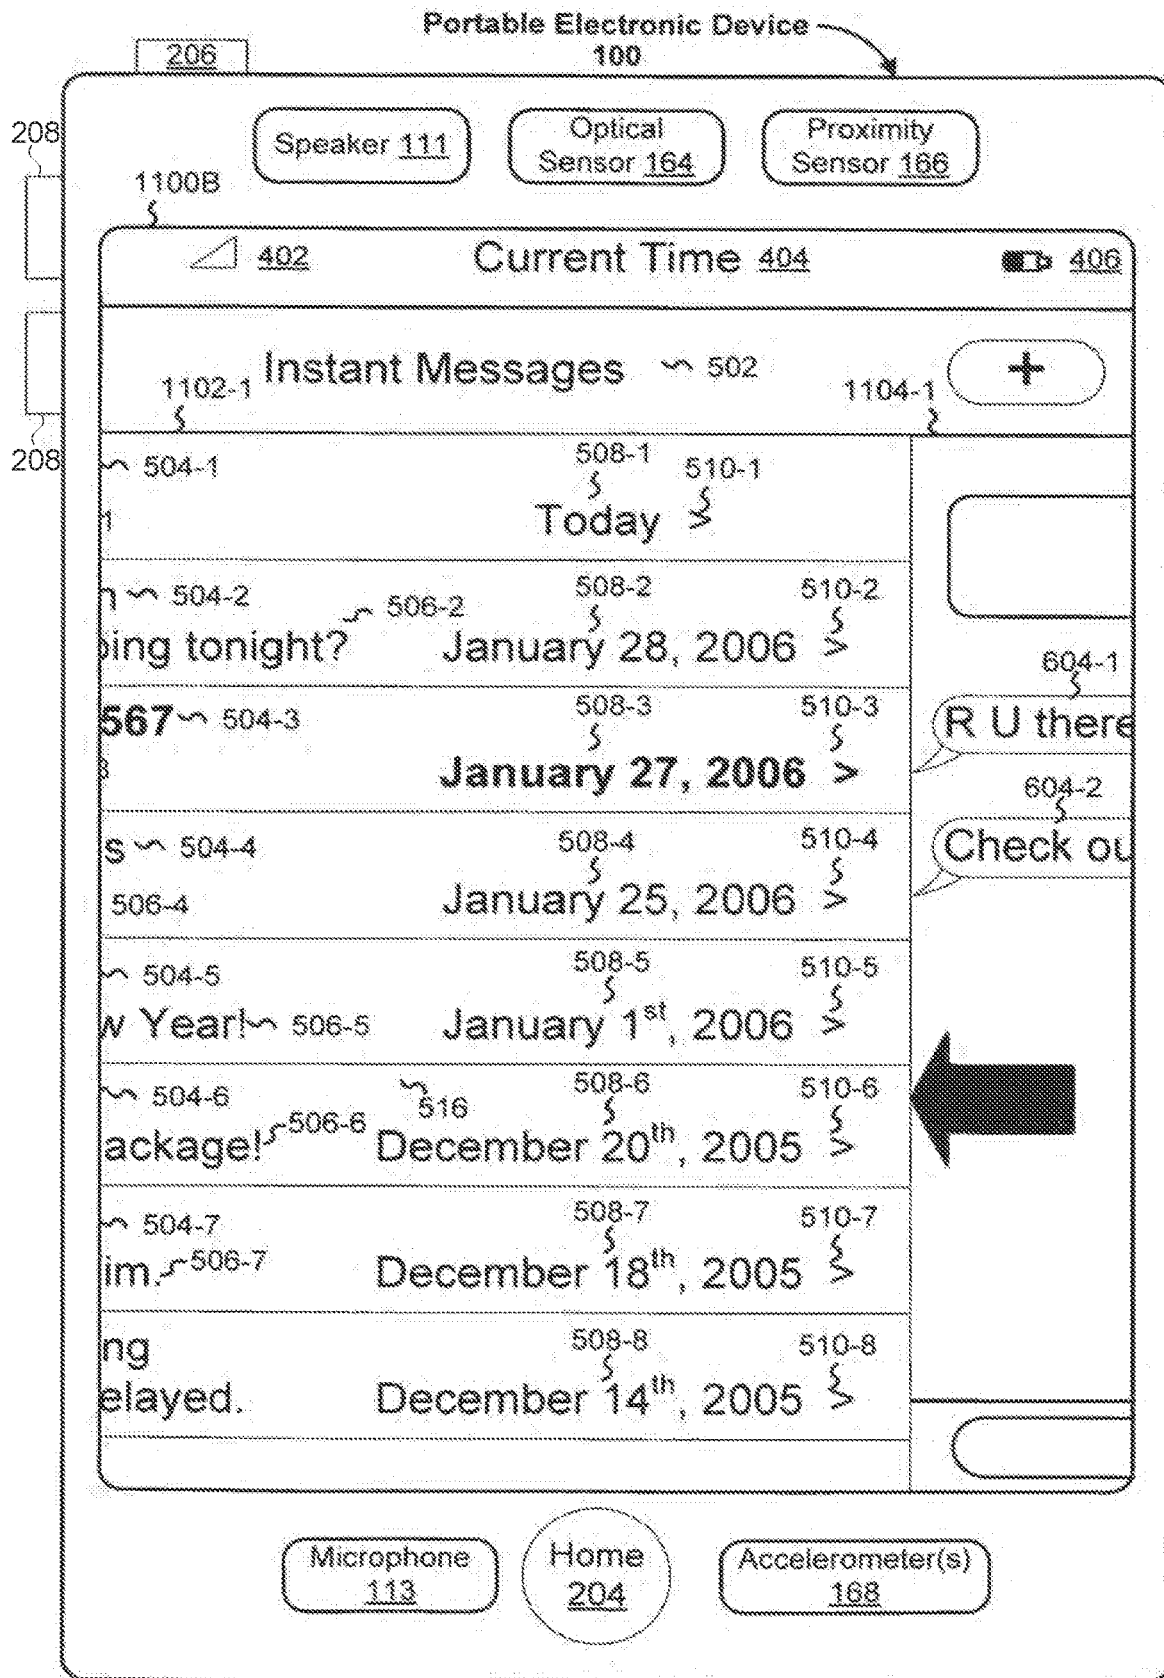 Portable Electronic Device
100
206
208
Speaker 111
Optical
Sensor 164
Proximity
Sensor 166
1100B
402
Current Time 404
406
Instant Messages 502
+
1102-1
1104-1
208
504-1
508-1
510-1
Today >
504-2
506-2
508-2
510-2
ping tonight?
January 28, 2006 >
604-1
567 504-3
508-3
510-3
R U there
January 27, 2006 >
604-2
s 504-4
508-4
510-4
Check ou
506-4
January 25, 2006 >
504-5
508-5
510-5
w Year! 506-5
January 1st, 2006 >
504-6
516
508-6
510-6
ackage! 506-6
December 20th, 2005 >
504-7
508-7
510-7
im. 506-7
December 18th, 2005 >
ng
508-8
510-8
elayed.
December 14th, 2005 >
Microphone
113
Home
204
Accelerometer(s)
168